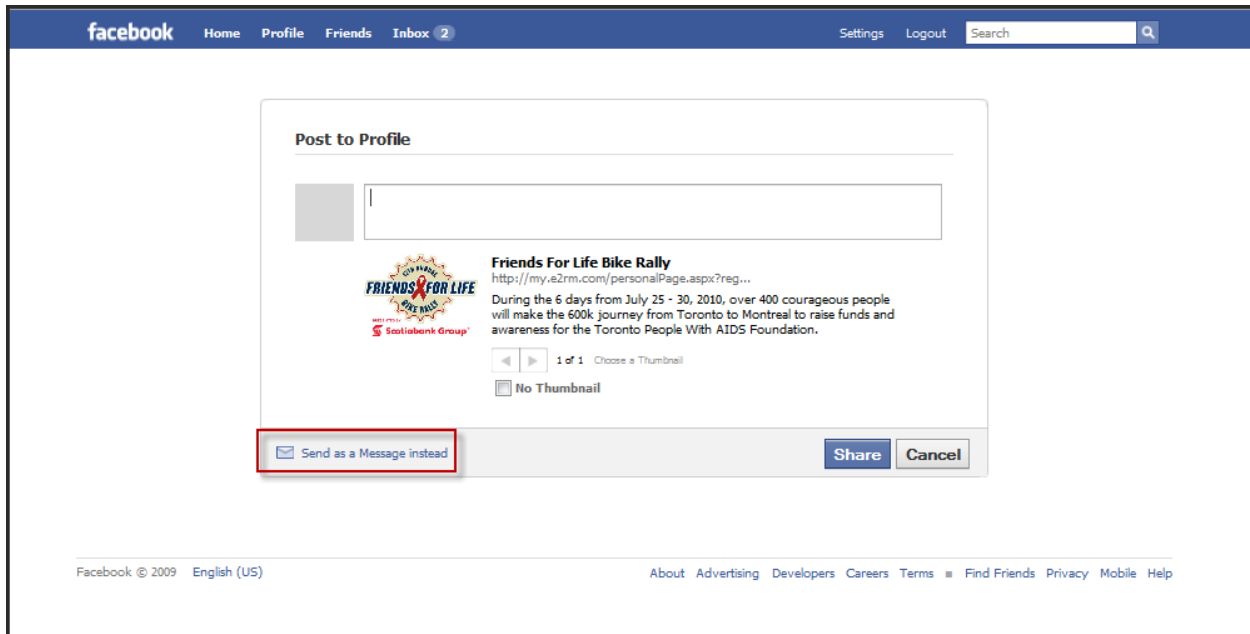 facebook Home Profile Friends Inbox 2 Settings Logout Search
Post to Profile
FRIENDS FOR LIFE
BIKE RALLY
Scotiabank Group
Friends For Life Bike Rally
http://my.e2rm.com/personalPage.aspx?reg...
During the 6 days from July 25 - 30, 2010, over 400 courageous people
will make the 600k journey from Toronto to Montreal to raise funds and
awareness for the Toronto People With AIDS Foundation.
1 of 1 Choose a Thumbnail
No Thumbnail
Send as a Message instead Share Cancel
Facebook © 2009 English (US) About Advertising Developers Careers Terms Find Friends Privacy Mobile Help